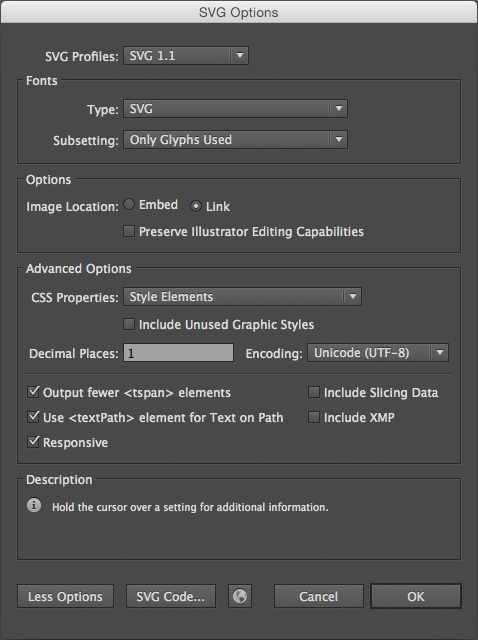 SVG Options
SVG Profiles: SVG 1.1
Fonts
Type: SVG
Subsetting: Only Glyphs Used
Options
Image Location: Embed Link
Preserve Illustrator Editing Capabilities
Advanced Options
CSS Properties: Style Elements
Include Unused Graphic Styles
Decimal Places: 1 Encoding: Unicode (UTF-8)
Output fewer <tspan> elements Include Slicing Data
Use <textPath> element for Text on Path Include XMP
Responsive
Description
Hold the cursor over a setting for additional information.
Less Options SVG Code... Cancel OK